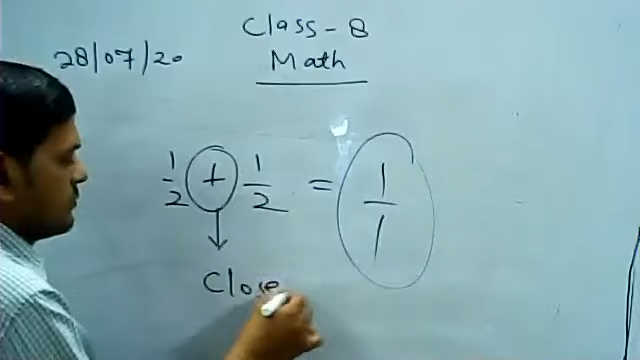 Class - 8
28/07/20
Math
1/2 + 1/2 = 1/1
Close